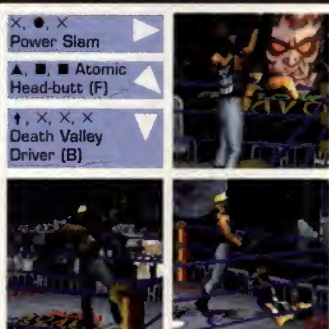 ×, ●, ×
Power Slam
▲, ■, ■ Atomic
Head-butt (F)
↑, ×, ×, ×
Death Valley
Driver (B)